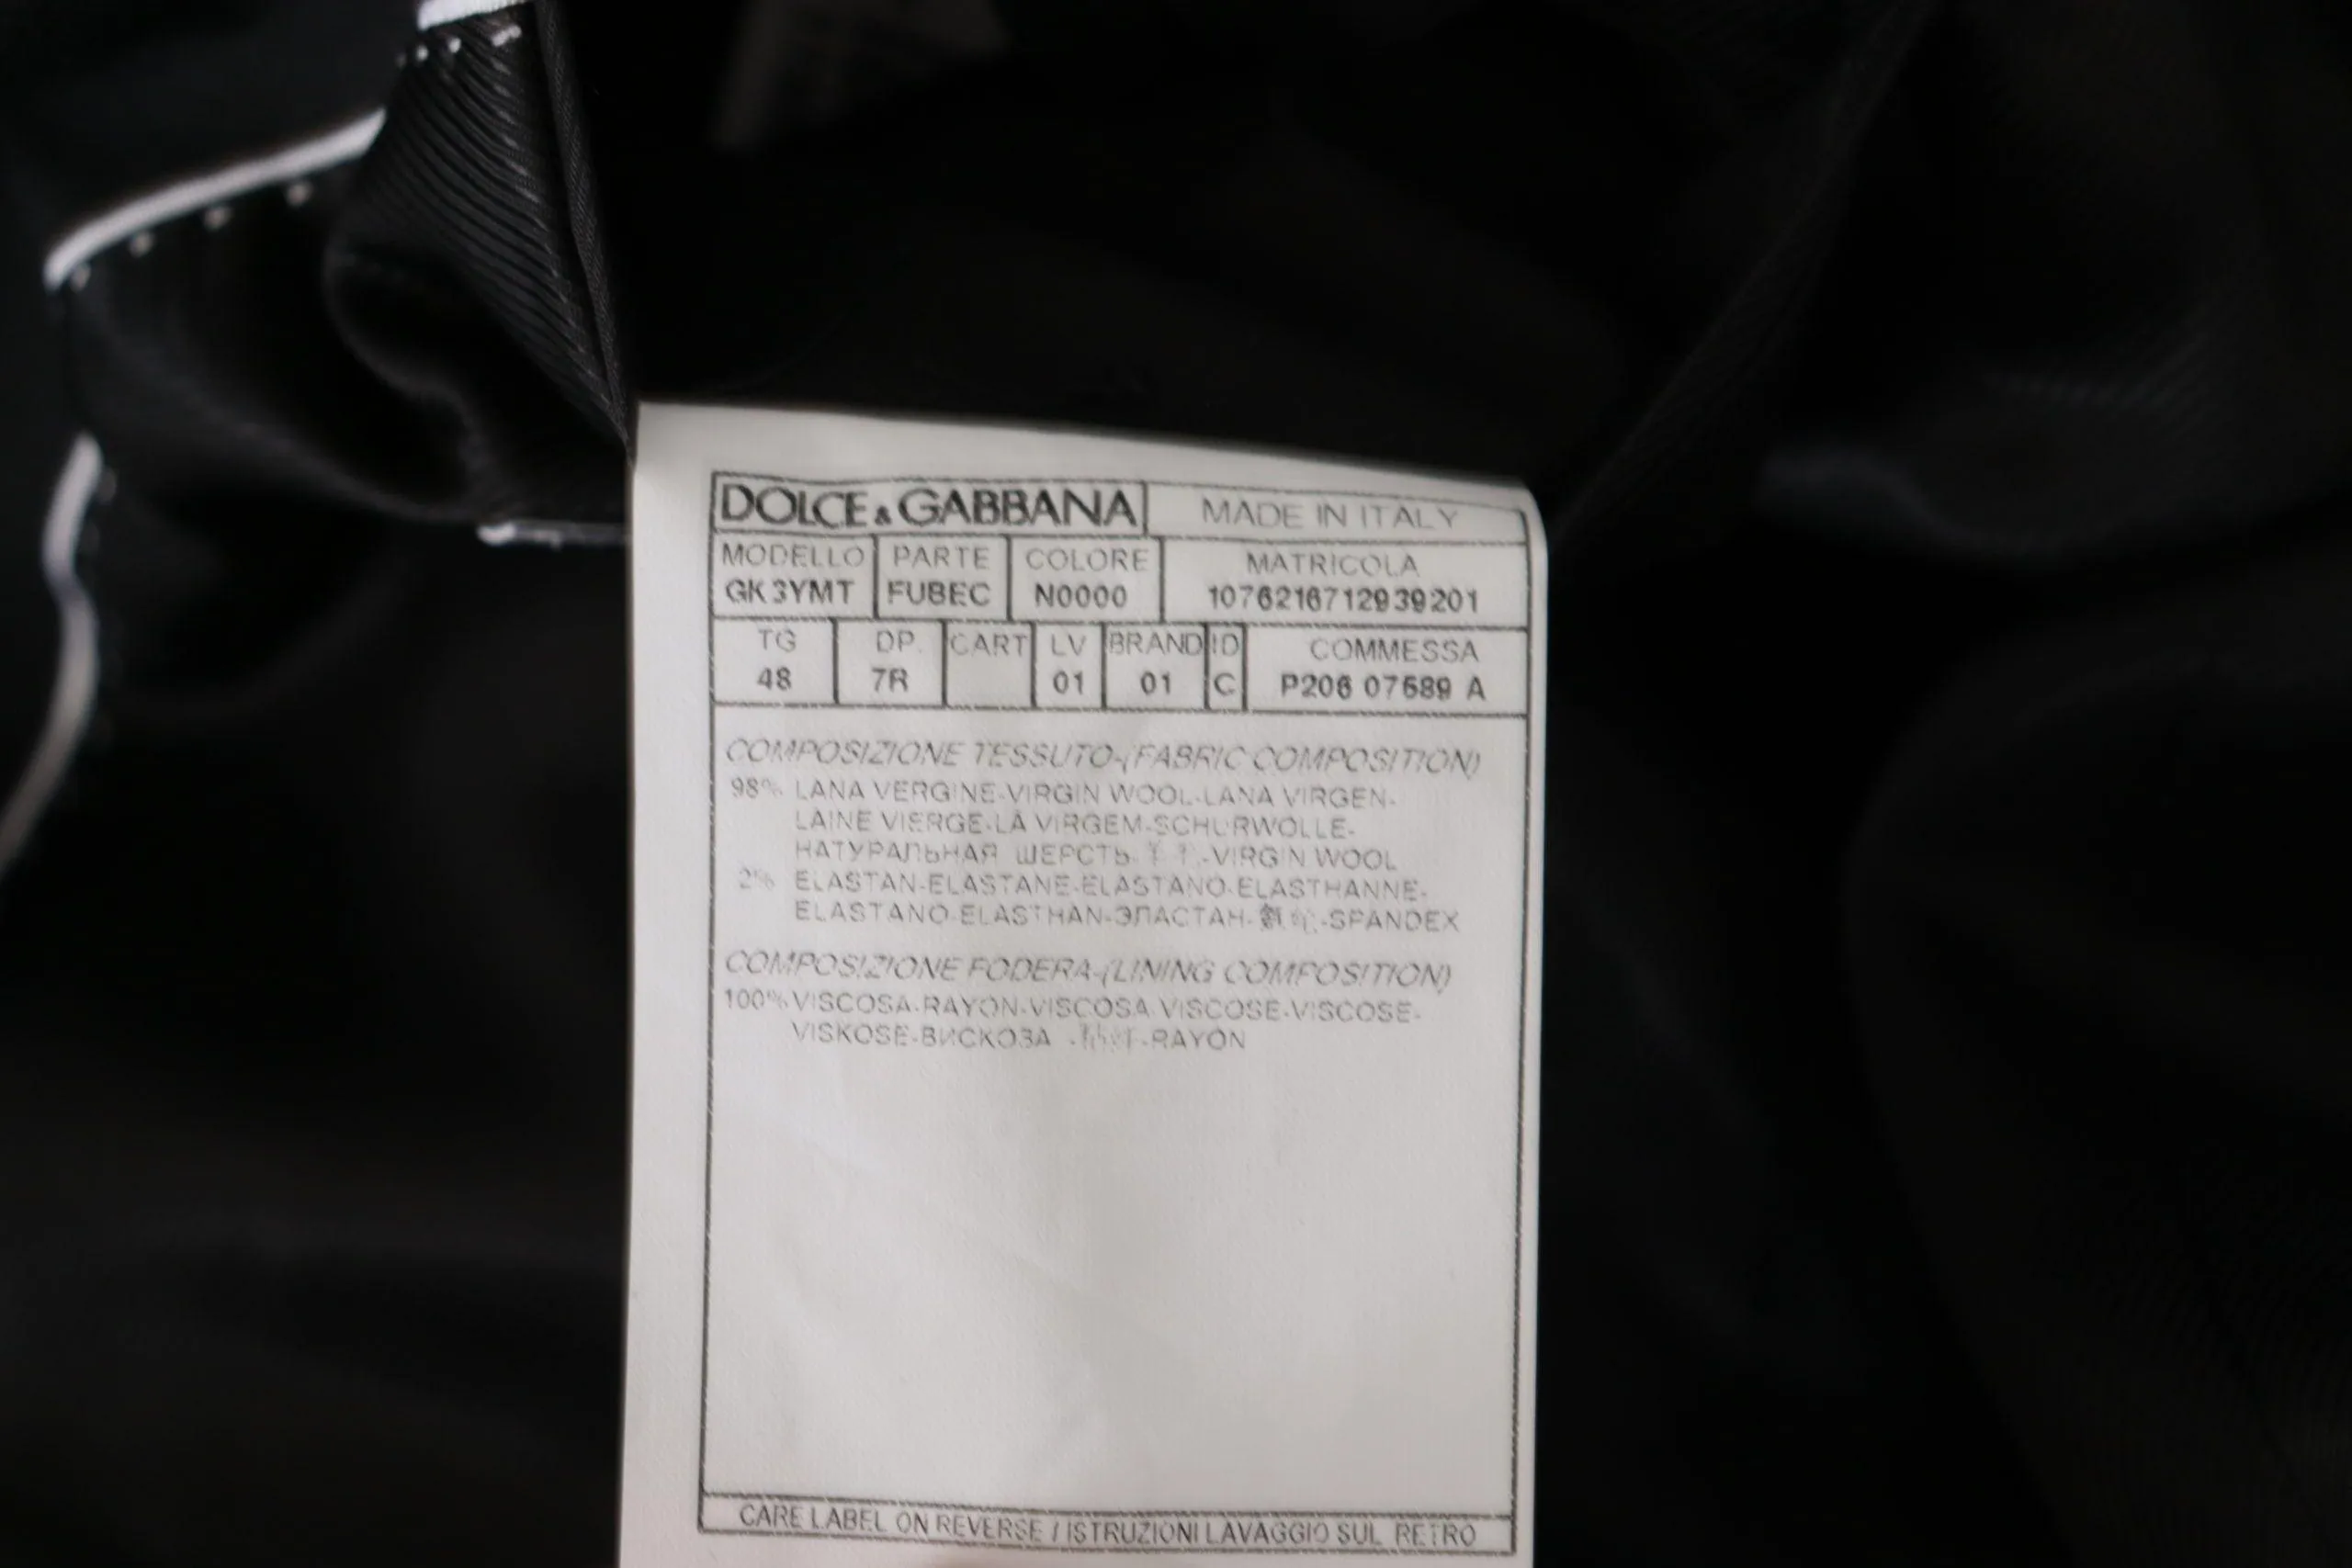 DOLCE & GABBANA MADE IN ITALY
MODELLO PARTE COLORE MATRICOLA
GK3YMT FUBEC N0000 1076216712939201
TG DP. CART LV BRAND ID COMMESSA
48 7R 01 01 C P206 07589 A
COMPOSIZIONE TESSUTO-(FABRIC COMPOSITION)
98% LANA VERGINE-VIRGIN WOOL-LANA VIRGEN-
LAINE VIERGE-LÃ VIRGEM-SCHURWOLLE-
НАТУРАЛЬНАЯ ШЕРСТЬ- -VIRGIN WOOL
2% ELASTAN-ELASTANE-ELASTANO-ELASTHANNE-
ELASTANO-ELASTHAN-ЭЛАСТАН- -SPANDEX
COMPOSIZIONE FODERA-(LINING COMPOSITION)
100% VISCOSA-RAYON-VISCOSA-VISCOSE-VISCOSE-
VISKOSE-ВИСКОЗА - -RAYON
CARE LABEL ON REVERSE / ISTRUZIONI LAVAGGIO SUL RETRO